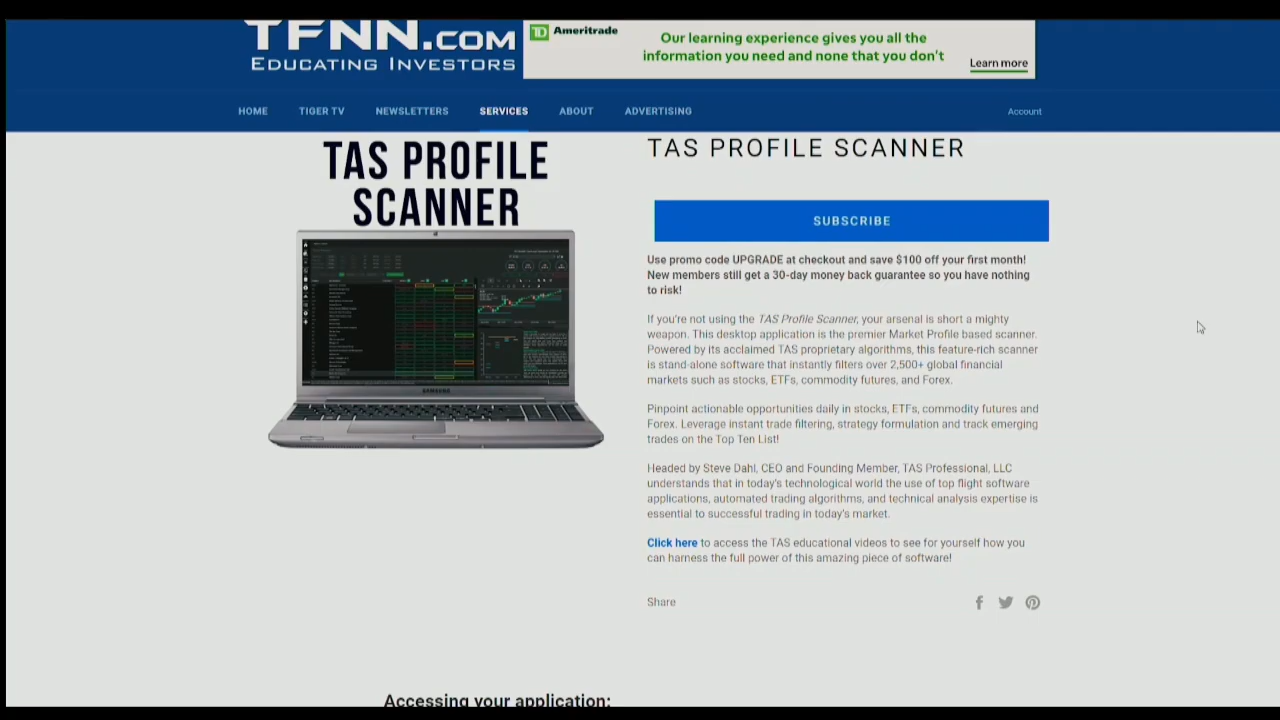 TFNN.COM
EDUCATING INVESTORS
TD Ameritrade
Our learning experience gives you all the
information you need and none that you don't
Learn more
HOME TIGER TV NEWSLETTERS SERVICES ABOUT ADVERTISING Account
TAS PROFILE
SCANNER
SAMSUNG
TAS PROFILE SCANNER
SUBSCRIBE
Use promo code UPGRADE at checkout and save $100 off your first month!
New members still get a 30-day money back guarantee so you have nothing
to risk!
If you're not using the TAS Profile Scanner, your arsenal is short a mighty
weapon. This desktop application is the premier Market Profile based scanner.
Powered by its acclaimed TAS proprietary algorithms, this feature-rich scanner
is stand-alone software that instantly filters over 2,500+ global financial
markets such as stocks, ETFs, commodity futures, and Forex.
Pinpoint actionable opportunities daily in stocks, ETFs, commodity futures and
Forex. Leverage instant trade filtering, strategy formulation and track emerging
trades on the Top Ten List!
Headed by Steve Dahl, CEO and Founding Member, TAS Professional, LLC
understands that in today's technological world the use of top flight software
applications, automated trading algorithms, and technical analysis expertise is
essential to successful trading in today's market.
Click here to access the TAS educational videos to see for yourself how you
can harness the full power of this amazing piece of software!
Share
Accessing your application: